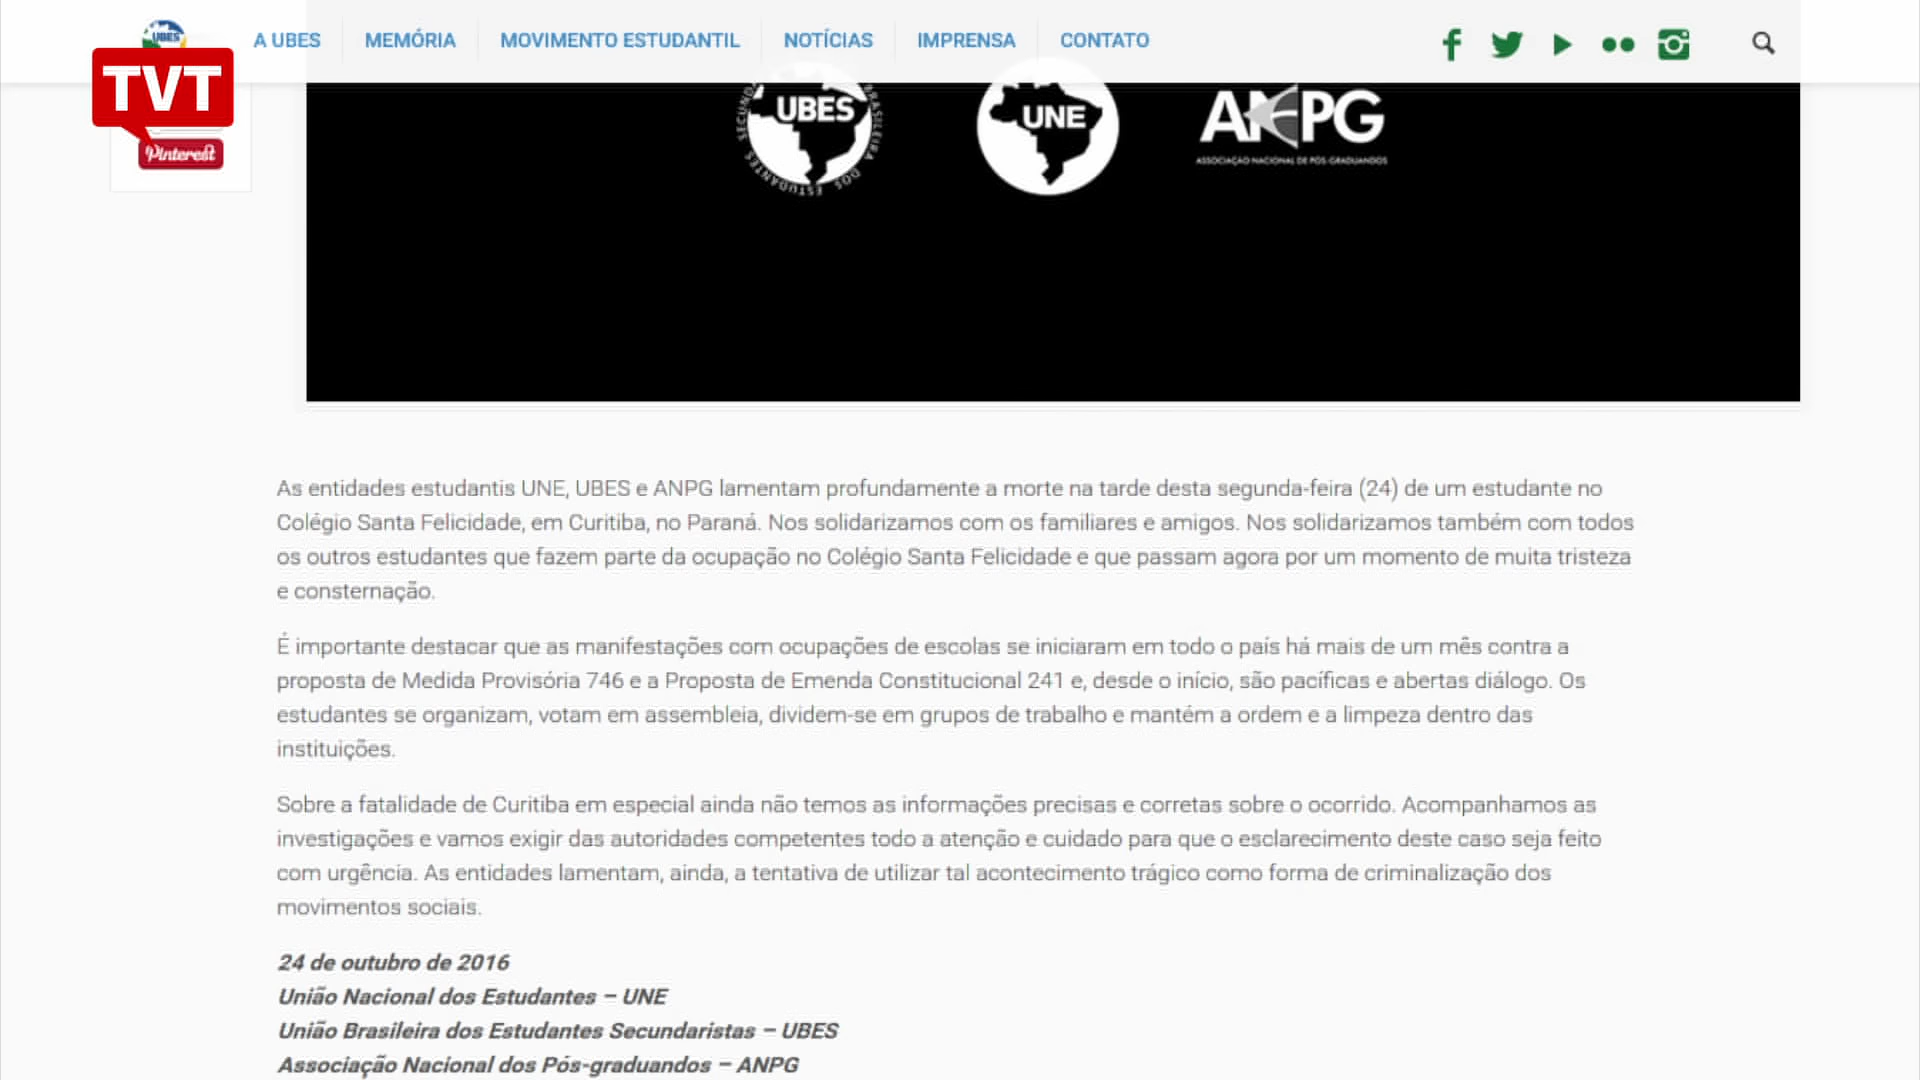 UBES
A UBES
MEMÓRIA
MOVIMENTO ESTUDANTIL
NOTÍCIAS
IMPRENSA
CONTATO
TVT
Pinterest
UBES
BRASILEIRA DOS ESTUDANTES SECUND
UNE
ANPG
ASSOCIAÇÃO NACIONAL DE PÓS-GRADUANDOS
As entidades estudantis UNE, UBES e ANPG lamentam profundamente a morte na tarde desta segunda-feira (24) de um estudante no
Colégio Santa Felicidade, em Curitiba, no Paraná. Nos solidarizamos com os familiares e amigos. Nos solidarizamos também com todos
os outros estudantes que fazem parte da ocupação no Colégio Santa Felicidade e que passam agora por um momento de muita tristeza
e consternação.
É importante destacar que as manifestações com ocupações de escolas se iniciaram em todo o país há mais de um mês contra a
proposta de Medida Provisória 746 e a Proposta de Emenda Constitucional 241 e, desde o início, são pacíficas e abertas diálogo. Os
estudantes se organizam, votam em assembleia, dividem-se em grupos de trabalho e mantém a ordem e a limpeza dentro das
instituições.
Sobre a fatalidade de Curitiba em especial ainda não temos as informações precisas e corretas sobre o ocorrido. Acompanhamos as
investigações e vamos exigir das autoridades competentes todo a atenção e cuidado para que o esclarecimento deste caso seja feito
com urgência. As entidades lamentam, ainda, a tentativa de utilizar tal acontecimento trágico como forma de criminalização dos
movimentos sociais.
24 de outubro de 2016
União Nacional dos Estudantes – UNE
União Brasileira dos Estudantes Secundaristas – UBES
Associação Nacional dos Pós-graduandos – ANPG